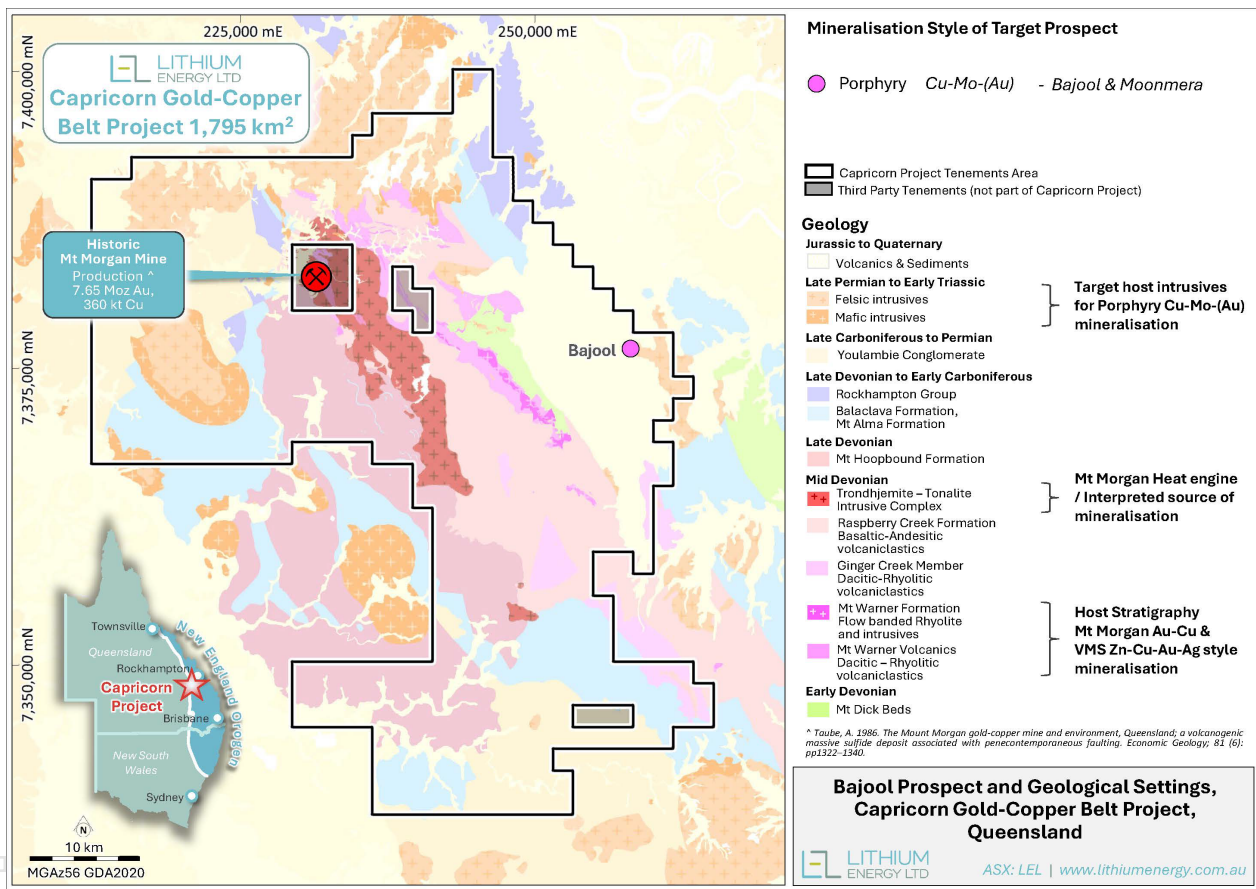 225,000 mE
250,000 mE
7,400,000 mN
7,375,000 mN
7,350,000 mN
LITHIUM
ENERGY LTD
Capricorn Gold-Copper
Belt Project 1,795 km²
Historic
Mt Morgan Mine
Production ^
7.65 Moz Au,
360 kt Cu
Bajool
Townsville
Queensland
Rockhampton
Capricorn
Project
Brisbane
New South
Wales
Sydney
New England Orogen
N
10 km
MGAz56 GDA2020
Mineralisation Style of Target Prospect
Porphyry Cu-Mo-(Au) - Bajool & Moonmera
Capricorn Project Tenements Area
Third Party Tenements (not part of Capricorn Project)
Geology
Jurassic to Quaternary
Volcanics & Sediments
Late Permian to Early Triassic
Felsic intrusives
Mafic intrusives
Target host intrusives
for Porphyry Cu-Mo-(Au)
mineralisation
Late Carboniferous to Permian
Youlambie Conglomerate
Late Devonian to Early Carboniferous
Rockhampton Group
Balaclava Formation,
Mt Alma Formation
Late Devonian
Mt Hoopbound Formation
Mid Devonian
Trondhjemite – Tonalite
Intrusive Complex
Mt Morgan Heat engine
/ Interpreted source of
mineralisation
Raspberry Creek Formation
Basaltic-Andesitic
volcaniclastics
Ginger Creek Member
Dacitic-Rhyolitic
volcaniclastics
Mt Warner Formation
Flow banded Rhyolite
and intrusives
Mt Warner Volcanics
Dacitic – Rhyolitic
volcaniclastics
Host Stratigraphy
Mt Morgan Au-Cu &
VMS Zn-Cu-Au-Ag style
mineralisation
Early Devonian
Mt Dick Beds
^ Taube, A. 1986. The Mount Morgan gold-copper mine and environment, Queensland; a volcanogenic
massive sulfide deposit associated with penecontemporaneous faulting. Economic Geology; 81 (6):
pp1322–1340.
Bajool Prospect and Geological Settings,
Capricorn Gold-Copper Belt Project,
Queensland
LITHIUM
ENERGY LTD
ASX: LEL | www.lithiumenergy.com.au